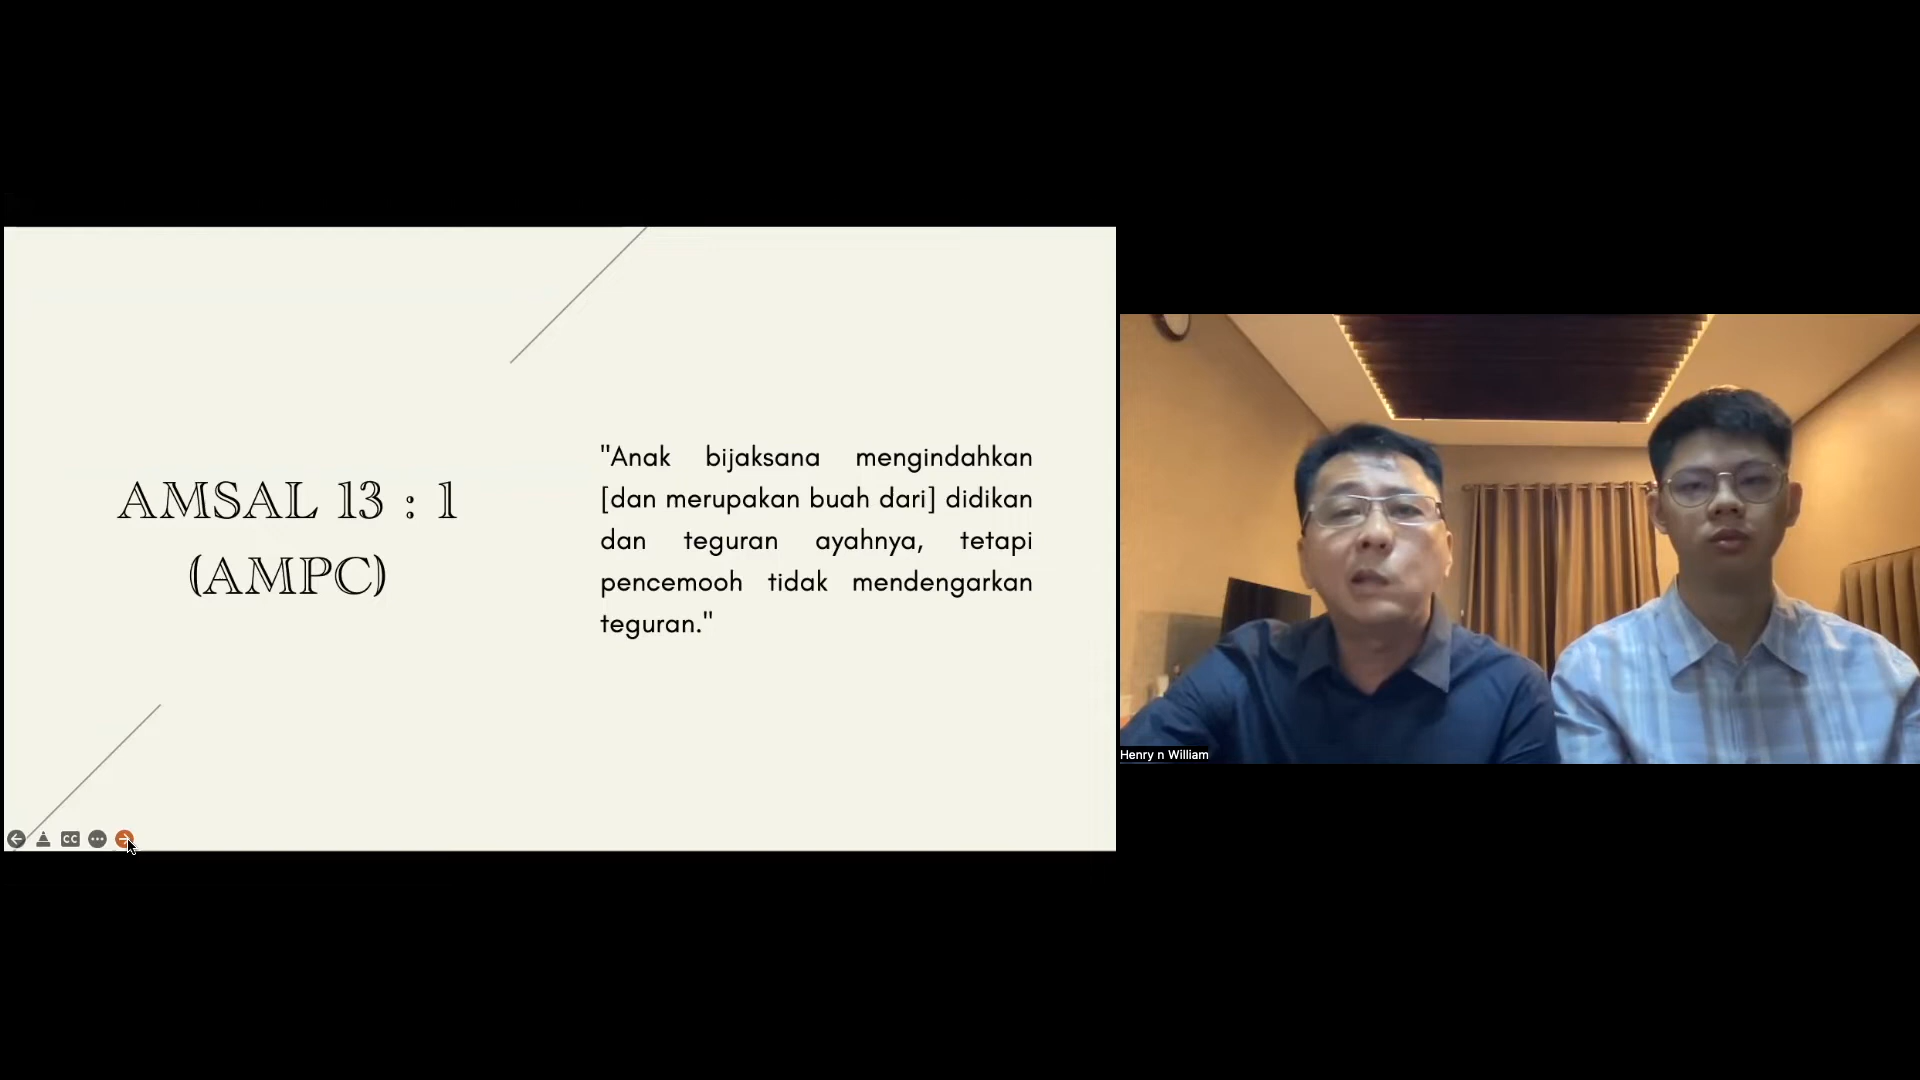 AMSAL 13 : 1
(AMPC)
"Anak bijaksana mengindahkan
[dan merupakan buah dari] didikan
dan teguran ayahnya, tetapi
pencemooh tidak mendengarkan
teguran."
CC
Henry n William